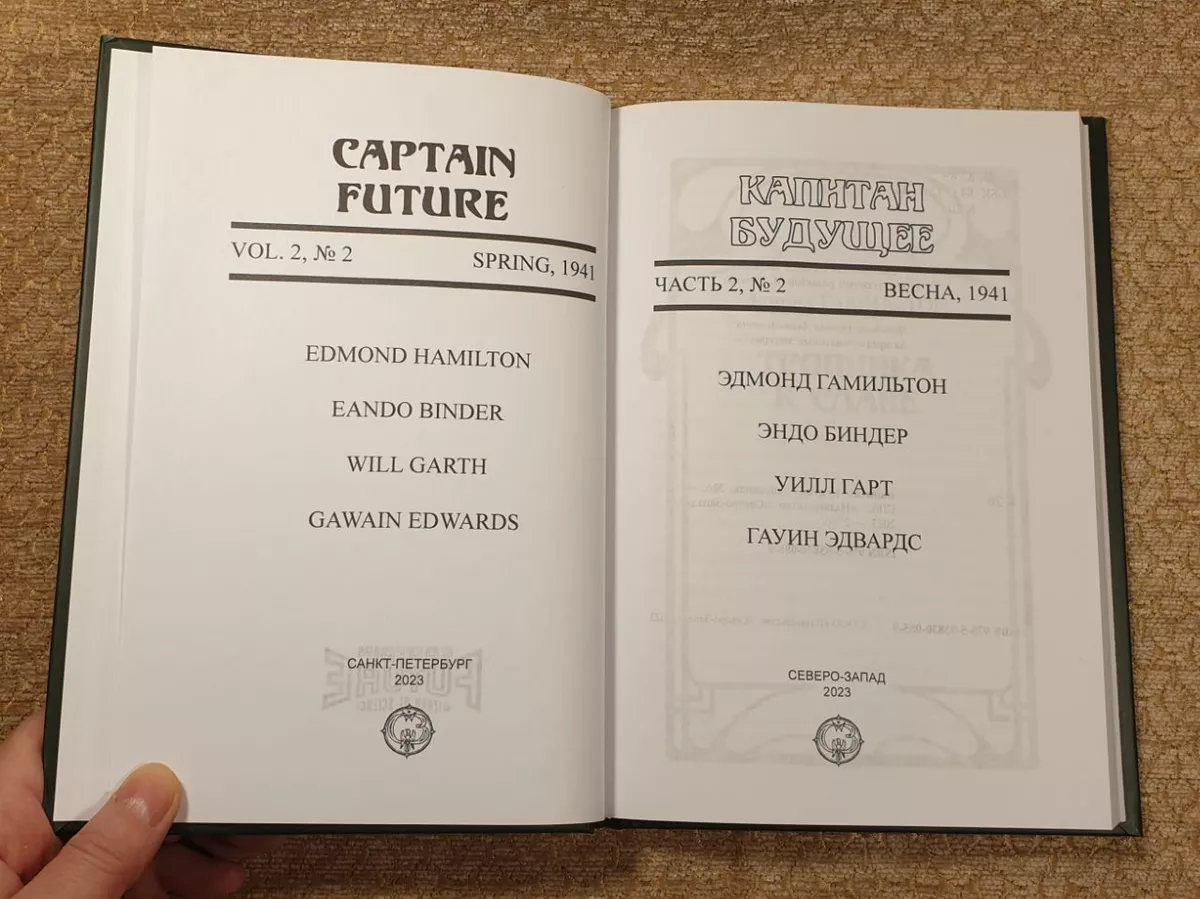 CAPTAIN
FUTURE
VOL. 2, № 2 SPRING, 1941
EDMOND HAMILTON
EANDO BINDER
WILL GARTH
GAWAIN EDWARDS
САНКТ-ПЕТЕРБУРГ
2023
КАПИТАН
БУДУЩЕЕ
ЧАСТЬ 2, № 2 ВЕСНА, 1941
ЭДМОНД ГАМИЛЬТОН
ЭНДО БИНДЕР
УИЛЛ ГАРТ
ГАУИН ЭДВАРДС
СЕВЕРО-ЗАПАД
2023